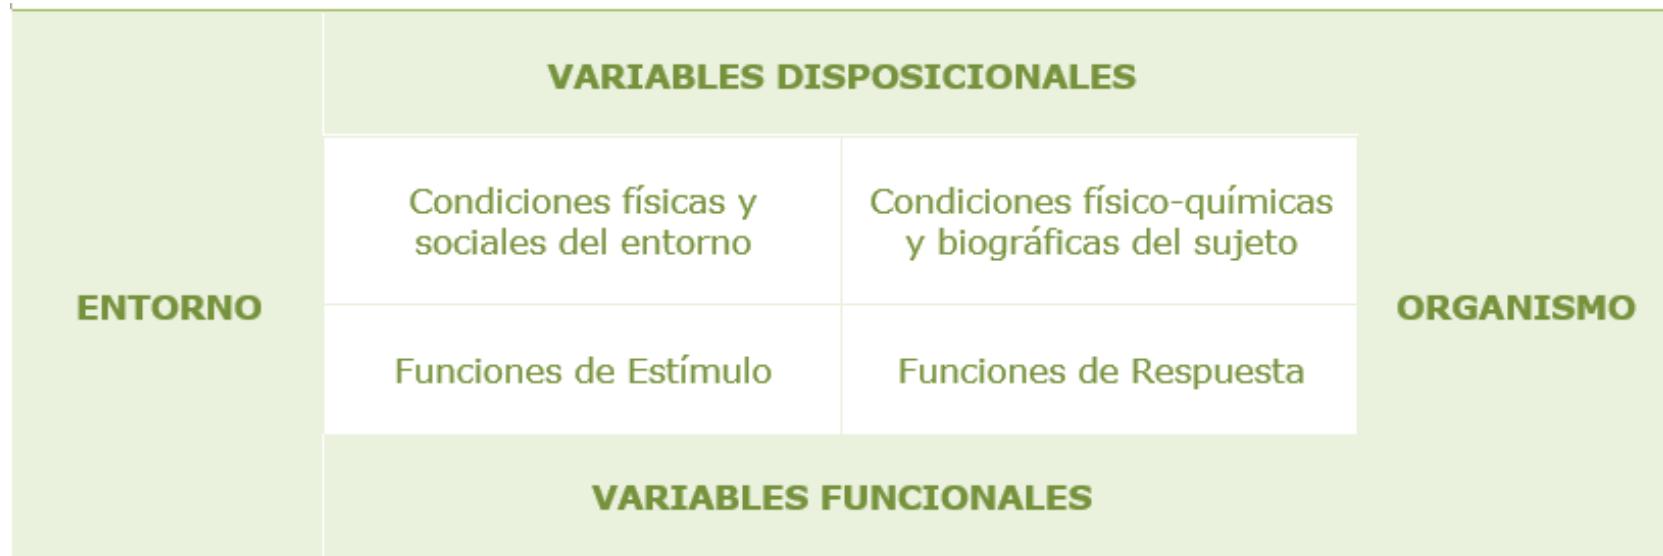 VARIABLES DISPOSICIONALES
Condiciones físicas y
sociales del entorno
Condiciones físico-químicas
y biográficas del sujeto
ENTORNO
ORGANISMO
Funciones de Estímulo
Funciones de Respuesta
VARIABLES FUNCIONALES